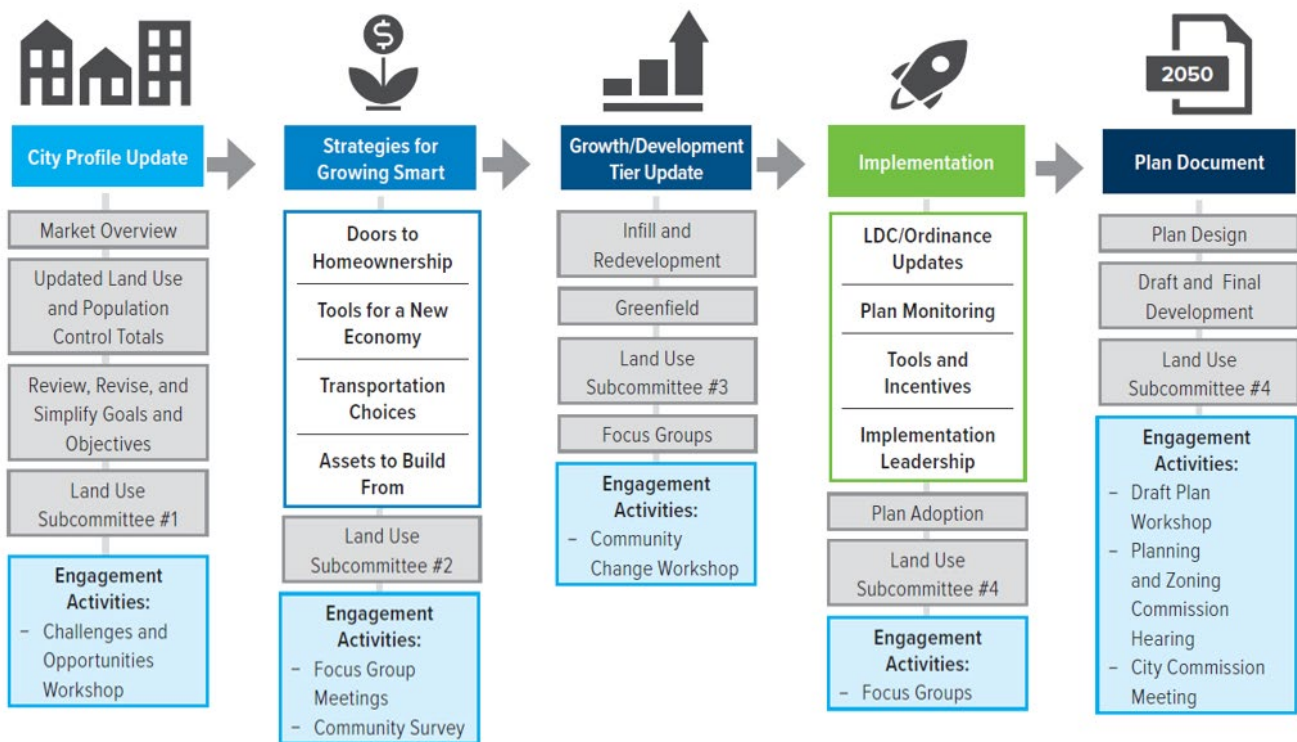 $
2050
City Profile Update
Market Overview
Updated Land Use
and Population
Control Totals
Review, Revise, and
Simplify Goals and
Objectives
Land Use
Subcommittee #1
Engagement
Activities:
– Challenges and
Opportunities
Workshop
Strategies for
Growing Smart
Doors to
Homeownership
Tools for a New
Economy
Transportation
Choices
Assets to Build
From
Land Use
Subcommittee #2
Engagement
Activities:
– Focus Group
Meetings
– Community Survey
Growth/Development
Tier Update
Infill and
Redevelopment
Greenfield
Land Use
Subcommittee #3
Focus Groups
Engagement
Activities:
– Community
Change Workshop
Implementation
LDC/Ordinance
Updates
Plan Monitoring
Tools and
Incentives
Implementation
Leadership
Plan Adoption
Land Use
Subcommittee #4
Engagement
Activities:
– Focus Groups
Plan Document
Plan Design
Draft and Final
Development
Land Use
Subcommittee #4
Engagement
Activities:
– Draft Plan
Workshop
– Planning
and Zoning
Commission
Hearing
– City Commission
Meeting